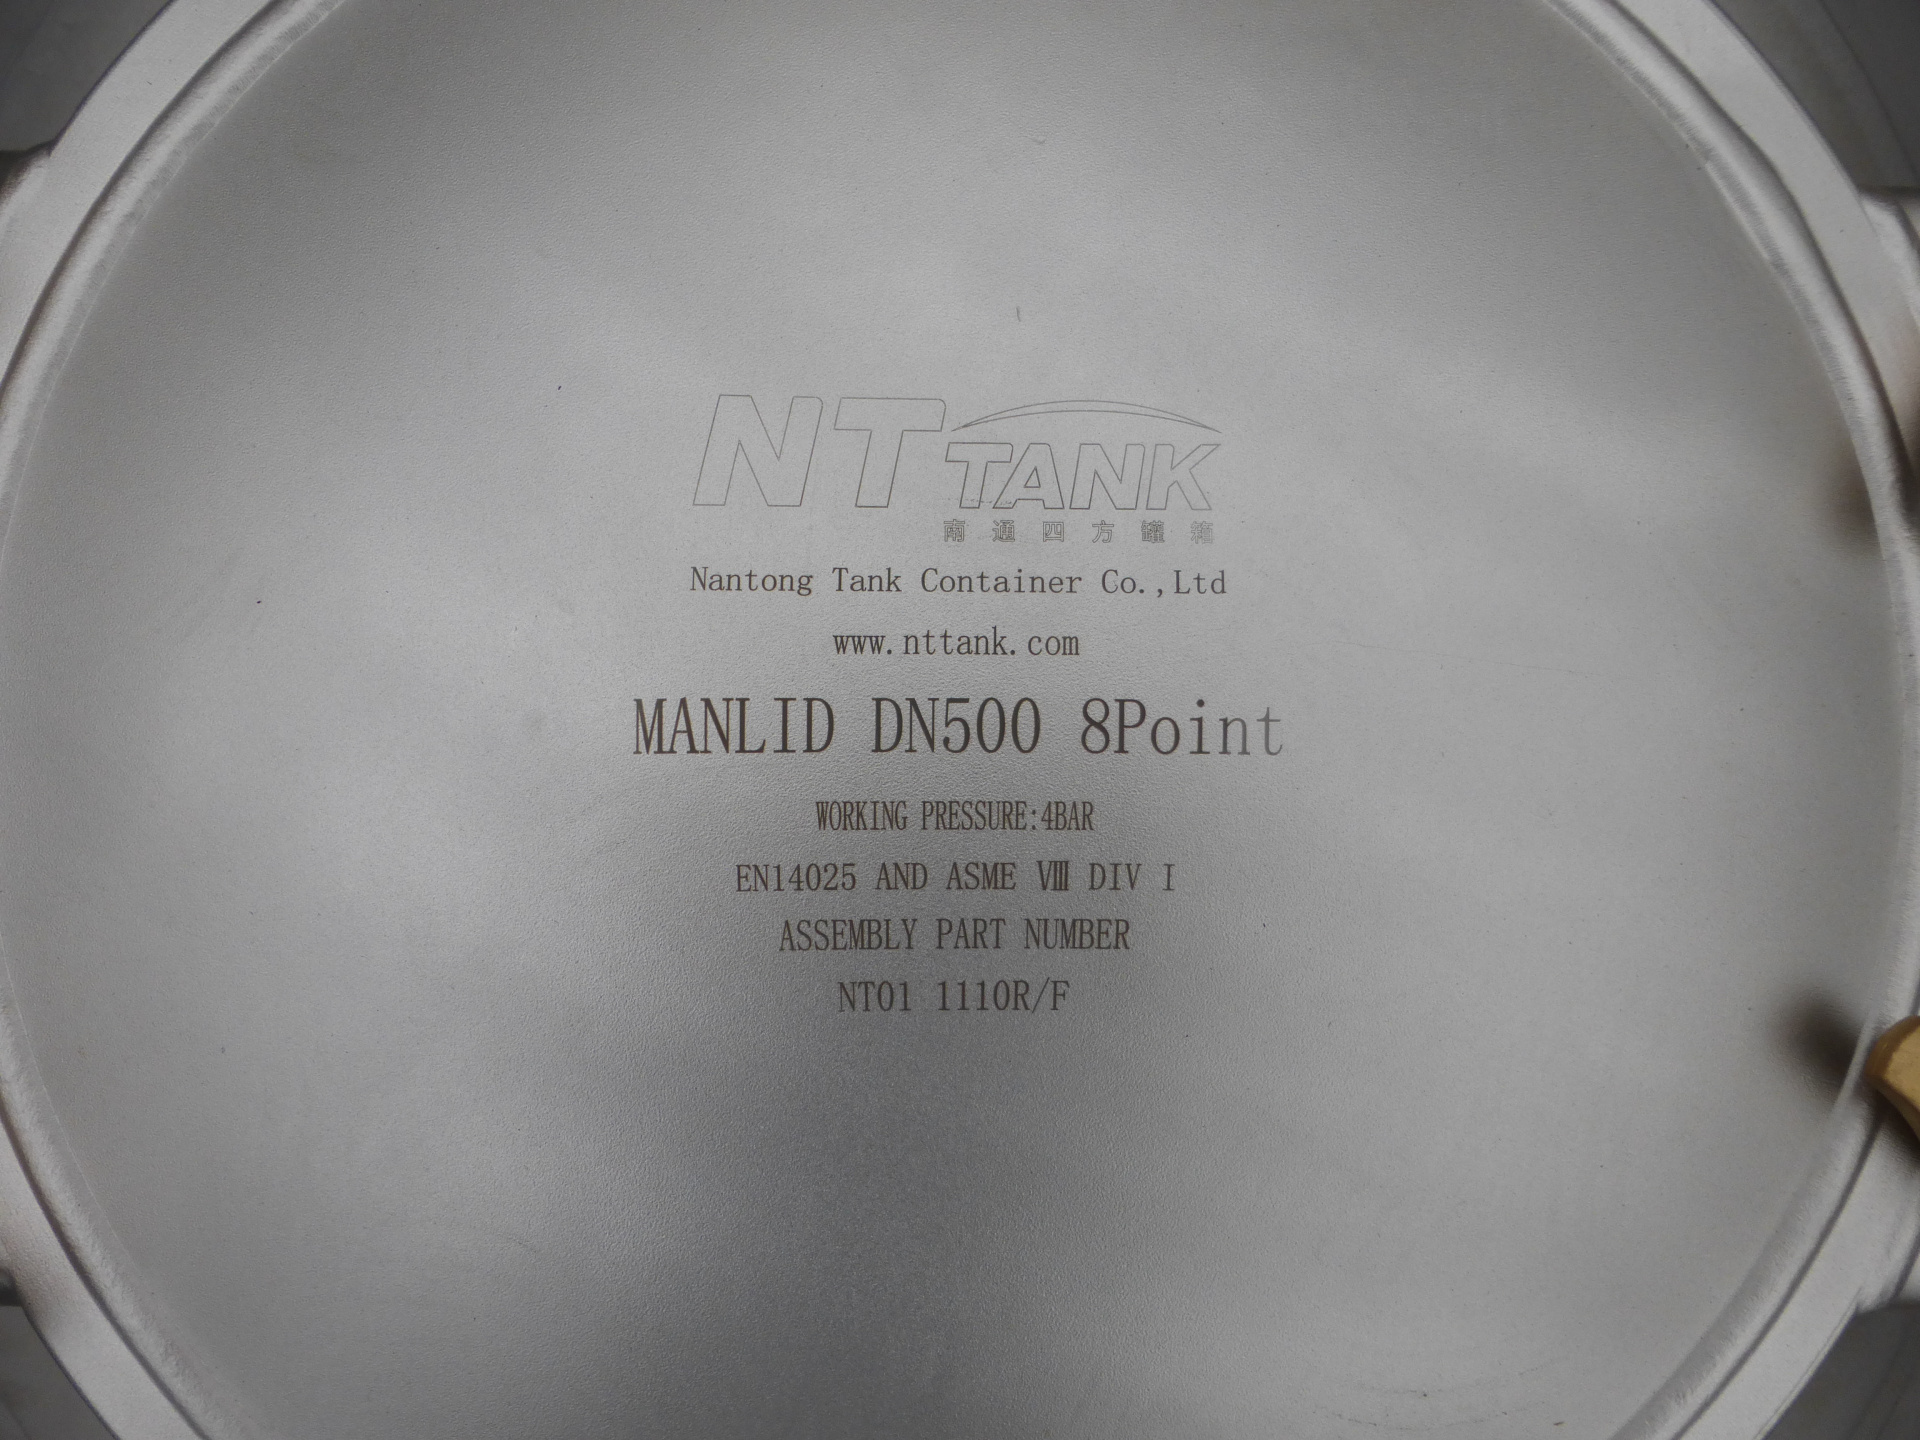 NT TANK
南通四方罐箱
Nantong Tank Container Co.,Ltd
www.nttank.com
MANLID DN500 8Point
WORKING PRESSURE:4BAR
EN14025 AND ASME Ⅷ DIV I
ASSEMBLY PART NUMBER
NT01 1110R/F